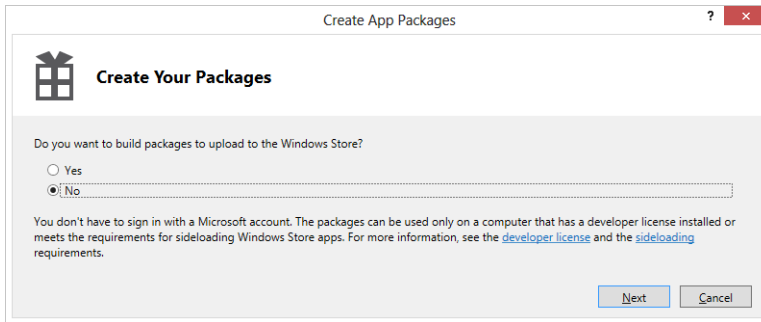 Create App Packages
?
Create Your Packages
Do you want to build packages to upload to the Windows Store?
Yes
No
You don't have to sign in with a Microsoft account. The packages can be used only on a computer that has a developer license installed or
meets the requirements for sideloading Windows Store apps. For more information, see the developer license and the sideloading
requirements.
Next
Cancel